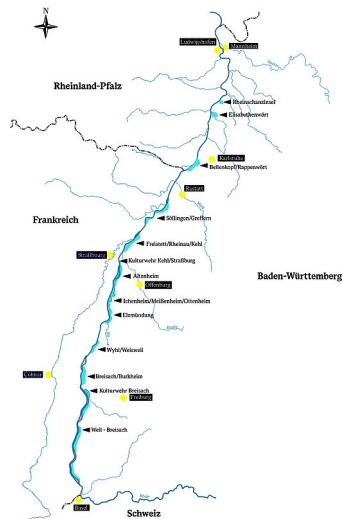 N
Ludwigshafen
Mannheim
Rheinland-Pfalz
Rheinschanzinsel
Elisabethenwört
Karlsruhe
Bellenkopf/Rappenwört
Rastatt
Söllingen/Greffern
Frankreich
Freistett/Rheinau/Kehl
Straßbourg
Kulturwehr Kehl/Straßburg
Baden-Württemberg
Altenheim
Offenburg
Ichenheim/Meißenheim/Ottenheim
Elzmündung
Wyhl/Weisweil
Colmar
Breisach/Burkheim
Kulturwehr Breisach
Freiburg
Weil - Breisach
Rhein
Basel
Schweiz